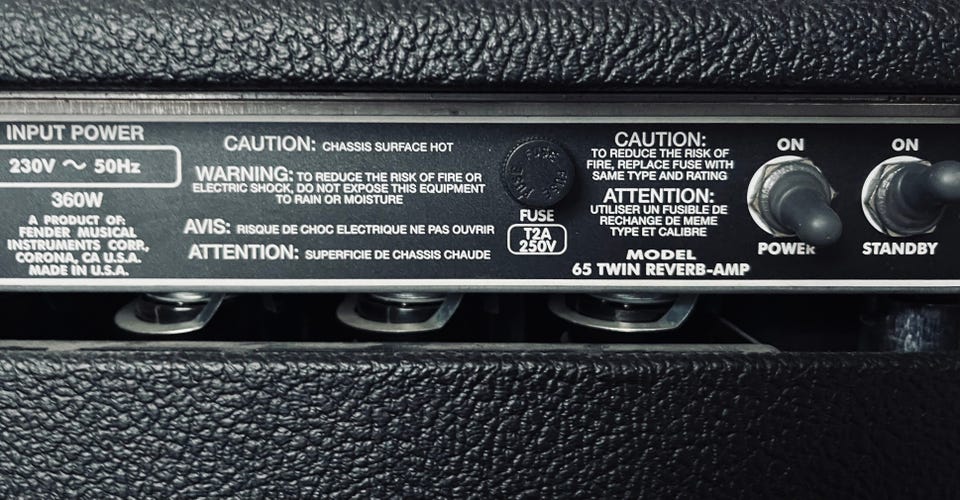 INPUT POWER
230V ~ 50Hz
360W
A PRODUCT OF:
FENDER MUSICAL
INSTRUMENTS CORP,
CORONA, CA U.S.A.
MADE IN U.S.A.
CAUTION: CHASSIS SURFACE HOT
WARNING: TO REDUCE THE RISK OF FIRE OR
ELECTRIC SHOCK, DO NOT EXPOSE THIS EQUIPMENT
TO RAIN OR MOISTURE
AVIS: RISQUE DE CHOC ELECTRIQUE NE PAS OUVRIR
ATTENTION: SUPERFICIE DE CHASSIS CHAUDE
FUSE
FUSE
T2A
250V
CAUTION:
TO REDUCE THE RISK OF
FIRE, REPLACE FUSE WITH
SAME TYPE AND RATING
ATTENTION:
UTILISER UN FUSIBLE DE
RECHANGE DE MEME
TYPE ET CALIBRE
MODEL
65 TWIN REVERB-AMP
ON
POWER
ON
STANDBY